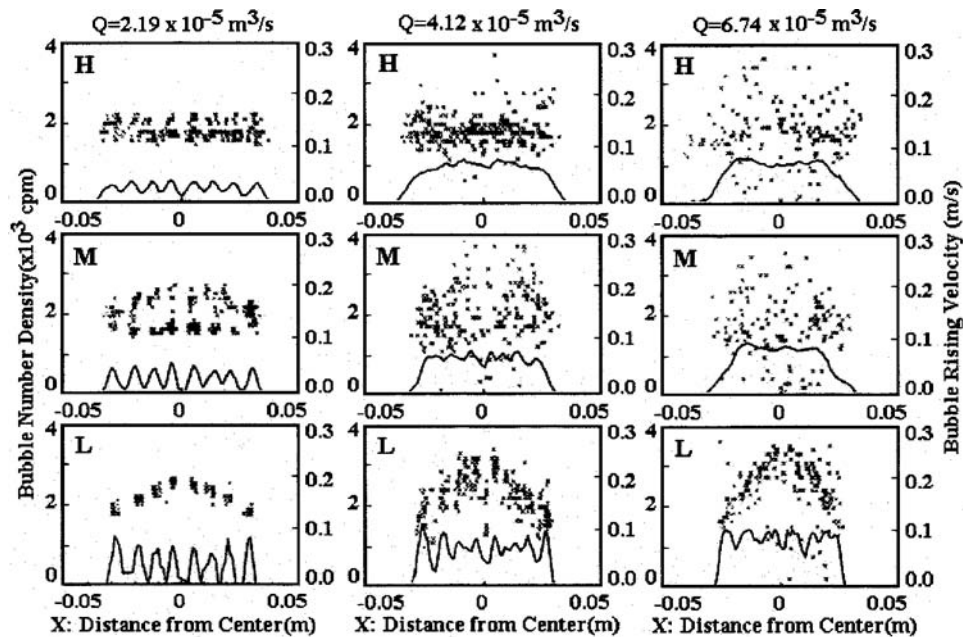 Q=2.19 x 10⁻⁵ m³/s Q=4.12 x 10⁻⁵ m³/s Q=6.74 x 10⁻⁵ m³/s
4 0.3 4 0.3 4 0.3
H H H
0.2 0.2 0.2
2 2 2
0.1 0.1 0.1
0 0.0 0 0.0 0 0.0
-0.05 0 0.05 -0.05 0 0.05 -0.05 0 0.05
4 0.3 4 0.3 4 0.3
M M M
0.2 0.2 0.2
2 2 2
0.1 0.1 0.1
0 0.0 0 0.0 0 0.0
-0.05 0 0.05 -0.05 0 0.05 -0.05 0 0.05
4 0.3 4 0.3 4 0.3
L L L
0.2 0.2 0.2
2 2 2
0.1 0.1 0.1
0 0.0 0 0.0 0 0.0
-0.05 0 0.05 -0.05 0 0.05 -0.05 0 0.05
X: Distance from Center(m) X: Distance from Center(m) X: Distance from Center(m)
Bubble Number Density(x10³ cpm)
Bubble Rising Velocity (m/s)